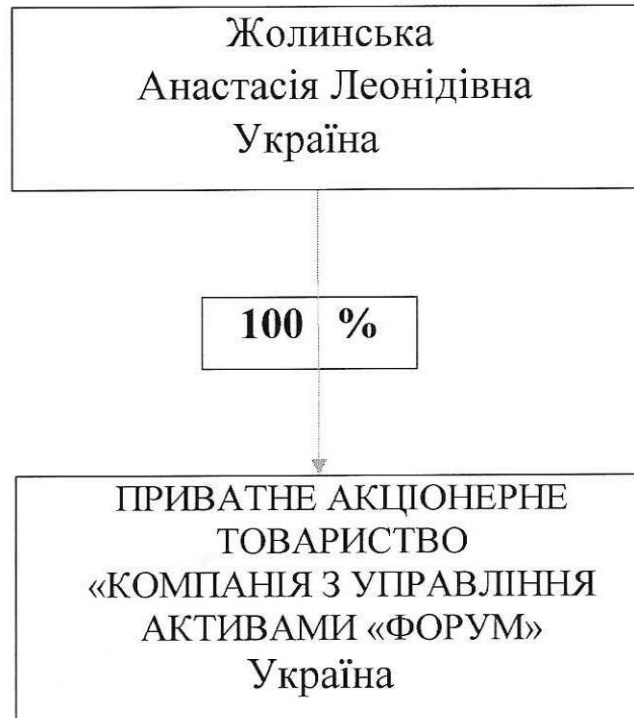 Жолинська
Анастасія Леонідівна
Україна
100 %
ПРИВАТНЕ АКЦІОНЕРНЕ
ТОВАРИСТВО
«КОМПАНІЯ З УПРАВЛІННЯ
АКТИВАМИ «ФОРУМ»
Україна